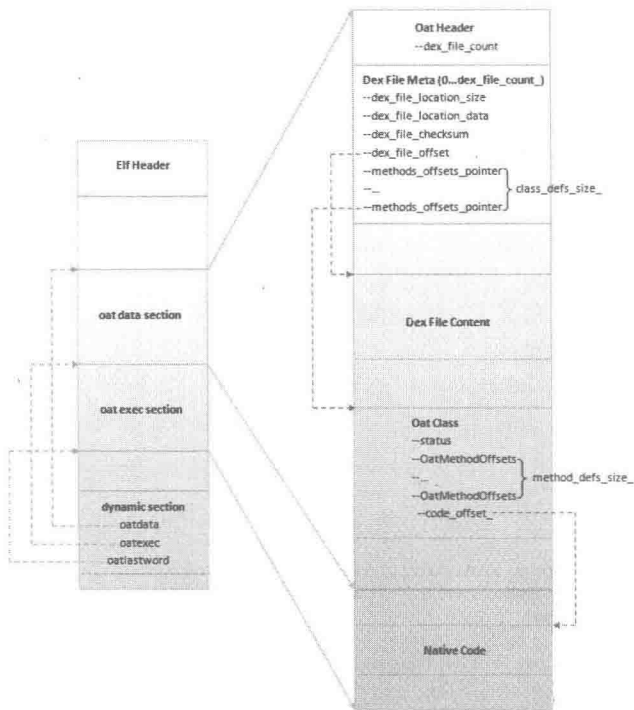 Elf Header
oat data section
oat exec section
dynamic section
oatdata
oatexec
oatlastword
Oat Header
--dex_file_count
Dex File Meta (0...dex_file_count_)
--dex_file_location_size
--dex_file_location_data
--dex_file_checksum
--dex_file_offset
--methods_offsets_pointer
--...
--methods_offsets_pointer
class_defs_size_
Dex File Content
Oat Class
--status
--OatMethodOffsets
--...
--OatMethodOffsets
method_defs_size_
--code_offset_
Native Code